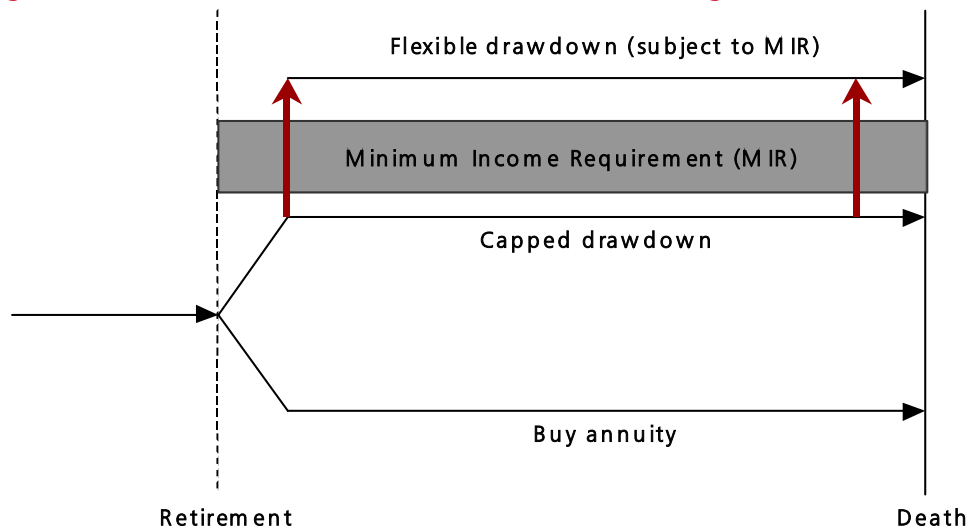 Flexible drawdown (subject to MIR)
Minimum Income Requirement (MIR)
Capped drawdown
Buy annuity
Retirement
Death